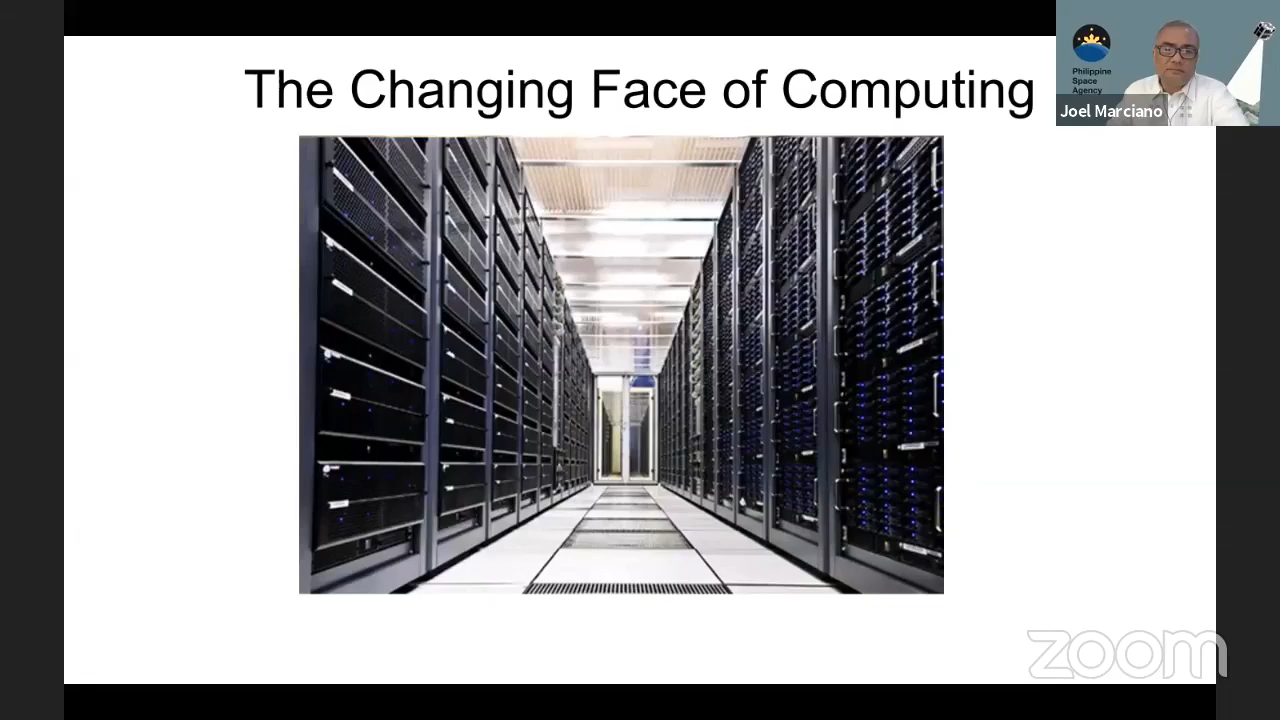 The Changing Face of Computing
Philippine
Space
Agency
Joel Marciano
zoom